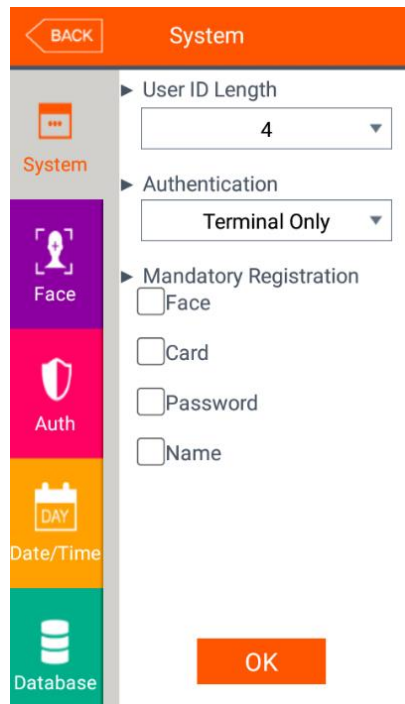 BACK
System
System
Face
Auth
DAY
Date/Time
Database
► User ID Length
4
► Authentication
Terminal Only
► Mandatory Registration
Face
Card
Password
Name
OK